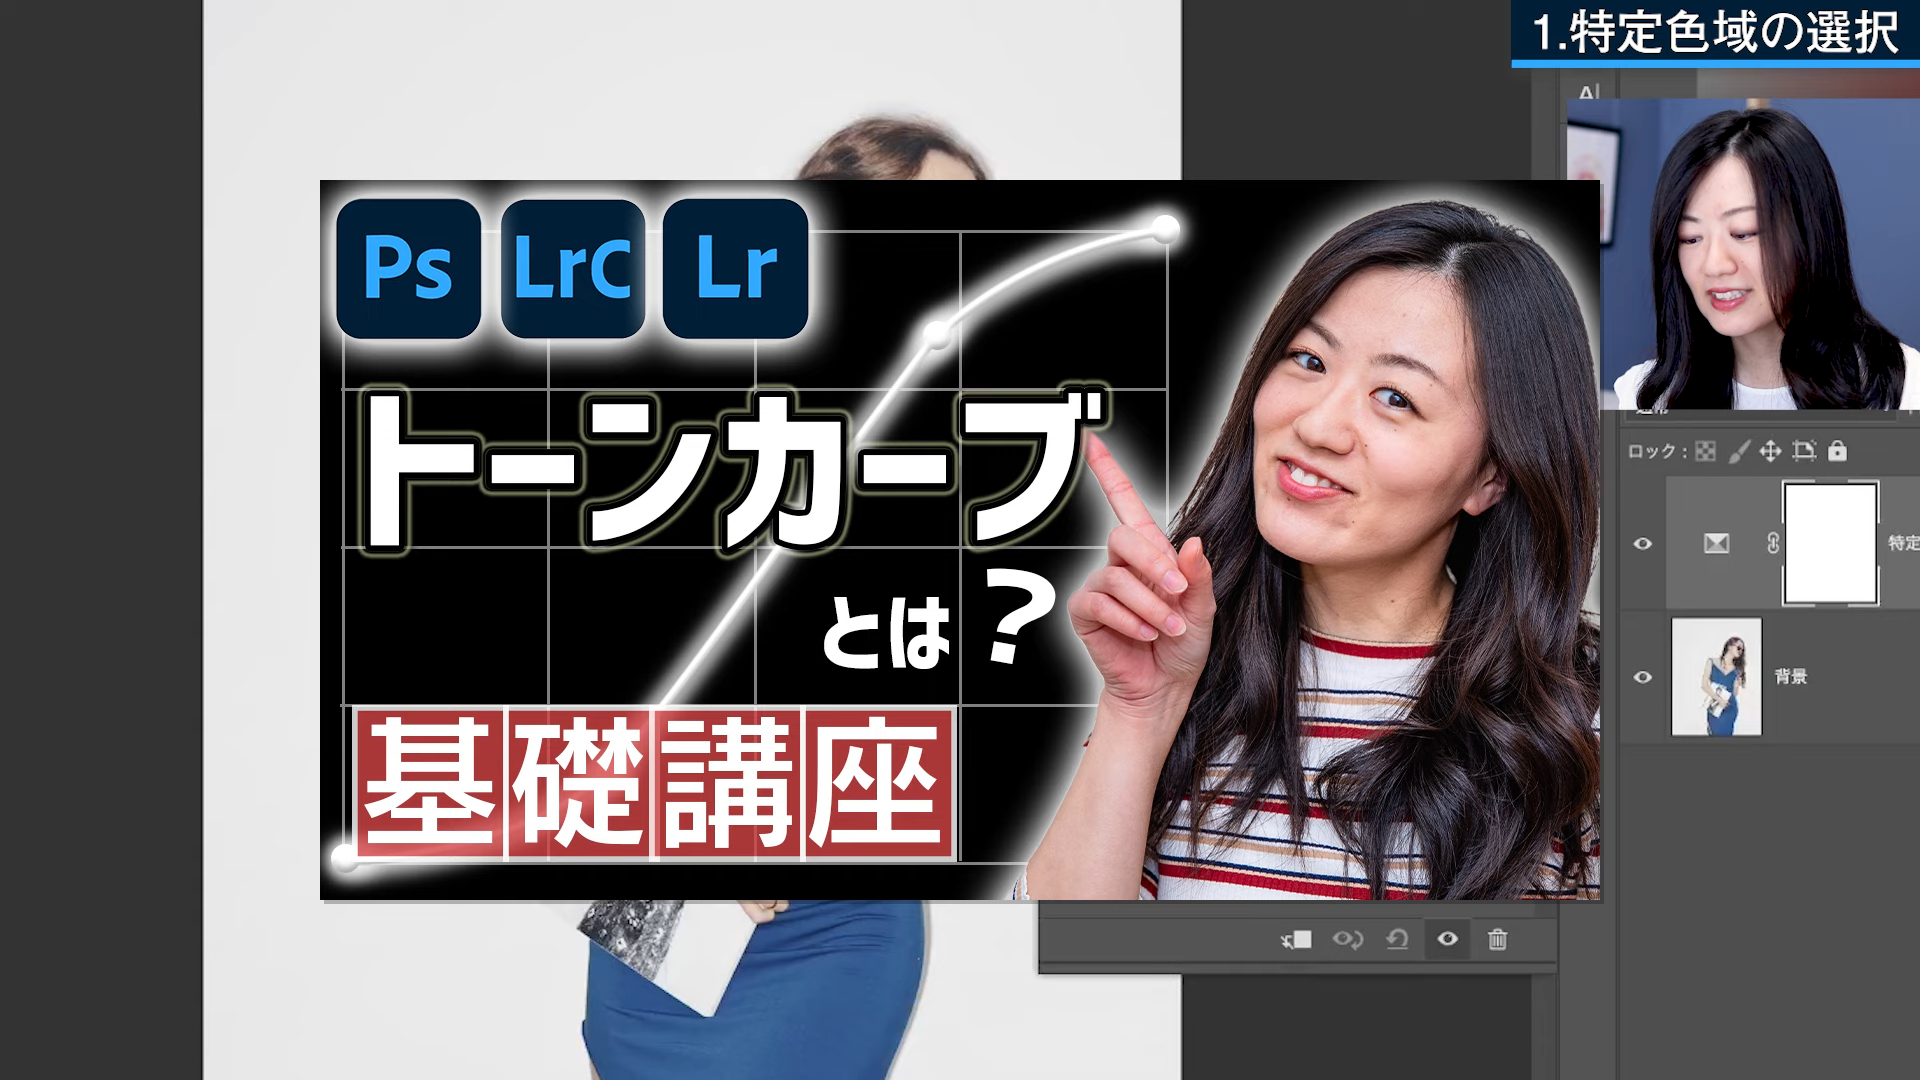 1.特定色域の選択
A
Ps LrC Lr
トーンカーブ
とは?
基礎講座
ロック:
特定
背景